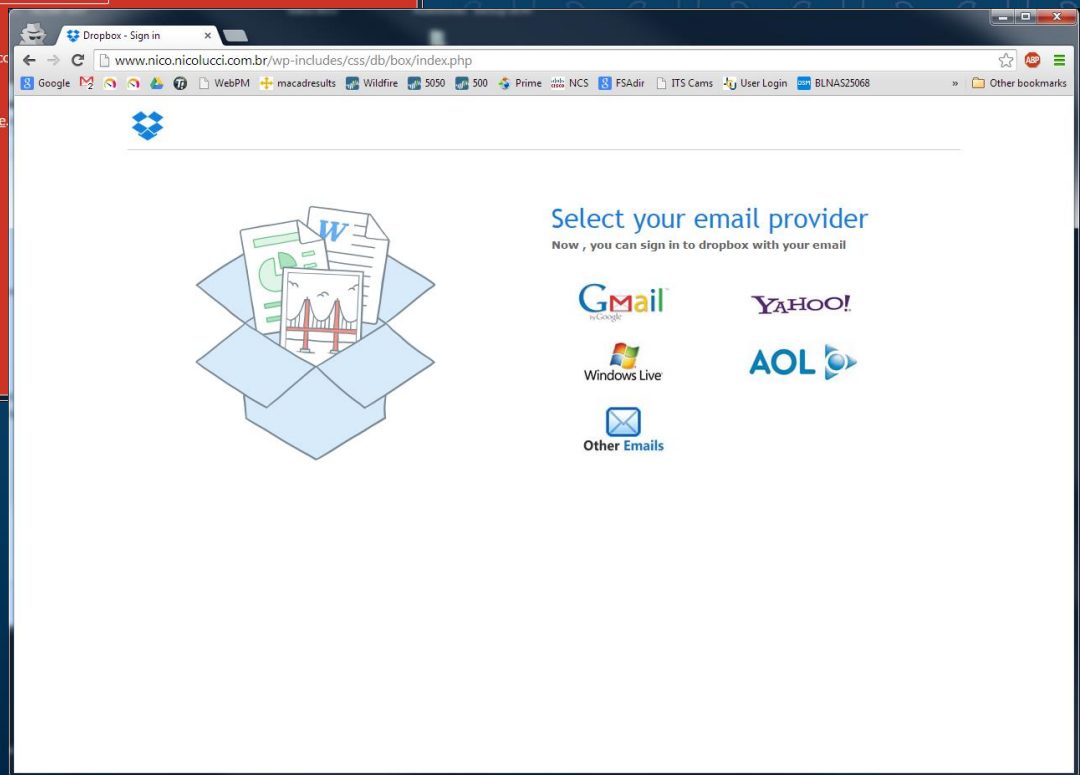 Dropbox - Sign in
www.nico.nicolucci.com.br/wp-includes/css/db/box/index.php
ABP
Google WebPM macadresults Wildfire 5050 500 Prime NCS FSAdir ITS Cams User Login BLNAS25068 » Other bookmarks
Select your email provider
Now , you can sign in to dropbox with your email
W
Gmail
by Google
YAHOO!
Windows Live
AOL
Other Emails